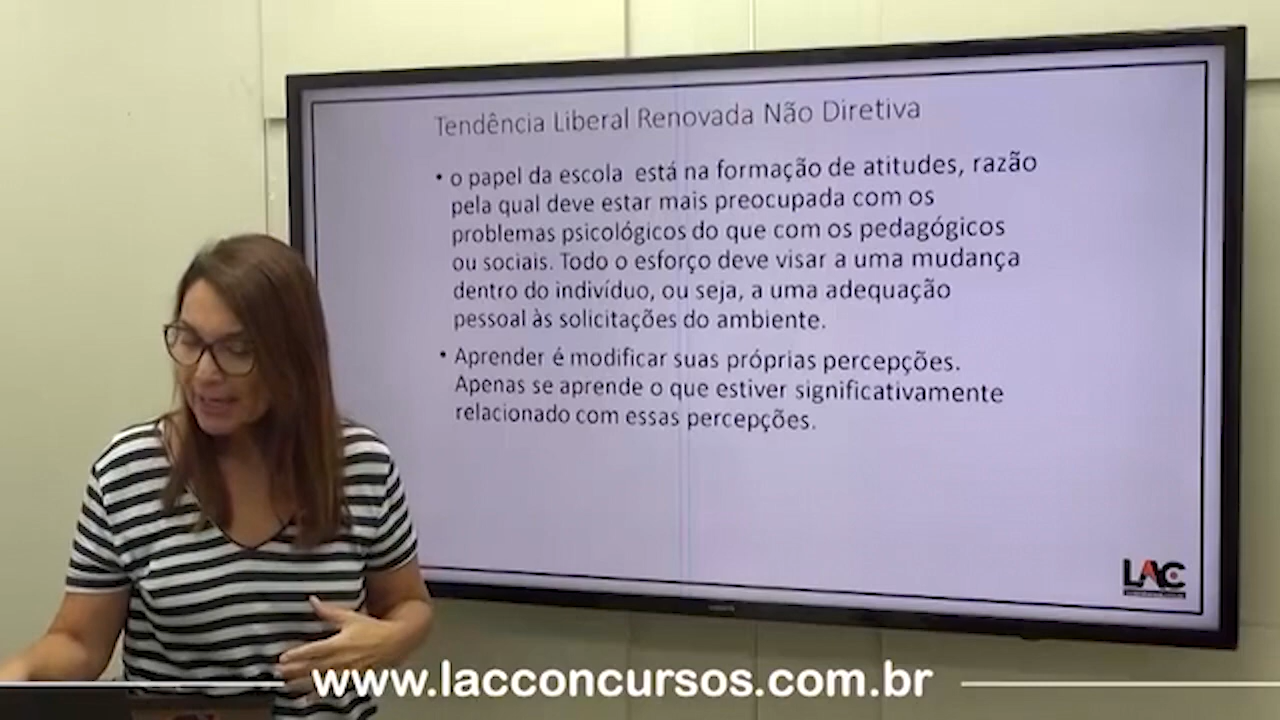 Tendência Liberal Renovada Não Diretiva
• o papel da escola está na formação de atitudes, razão
pela qual deve estar mais preocupada com os
problemas psicológicos do que com os pedagógicos
ou sociais. Todo o esforço deve visar a uma mudança
dentro do indivíduo, ou seja, a uma adequação
pessoal às solicitações do ambiente.
• Aprender é modificar suas próprias percepções.
Apenas se aprende o que estiver significativamente
relacionado com essas percepções.
LAC
www.lacconcursos.com.br